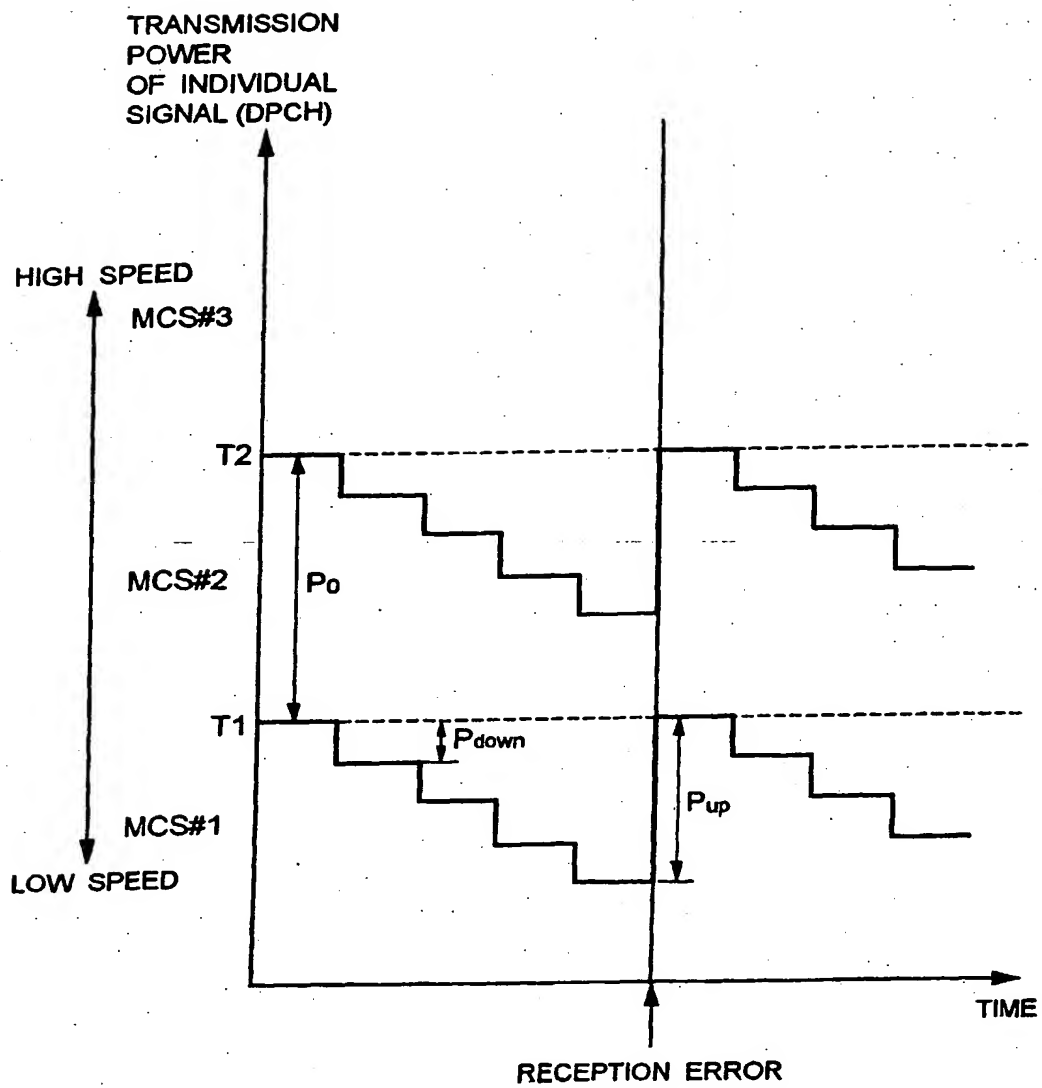 TRANSMISSION
POWER
OF INDIVIDUAL
SIGNAL (DPCH)
HIGH SPEED
MCS#3
T2
MCS#2
Po
T1
Pdown
Pup
MCS#1
LOW SPEED
TIME
RECEPTION ERROR